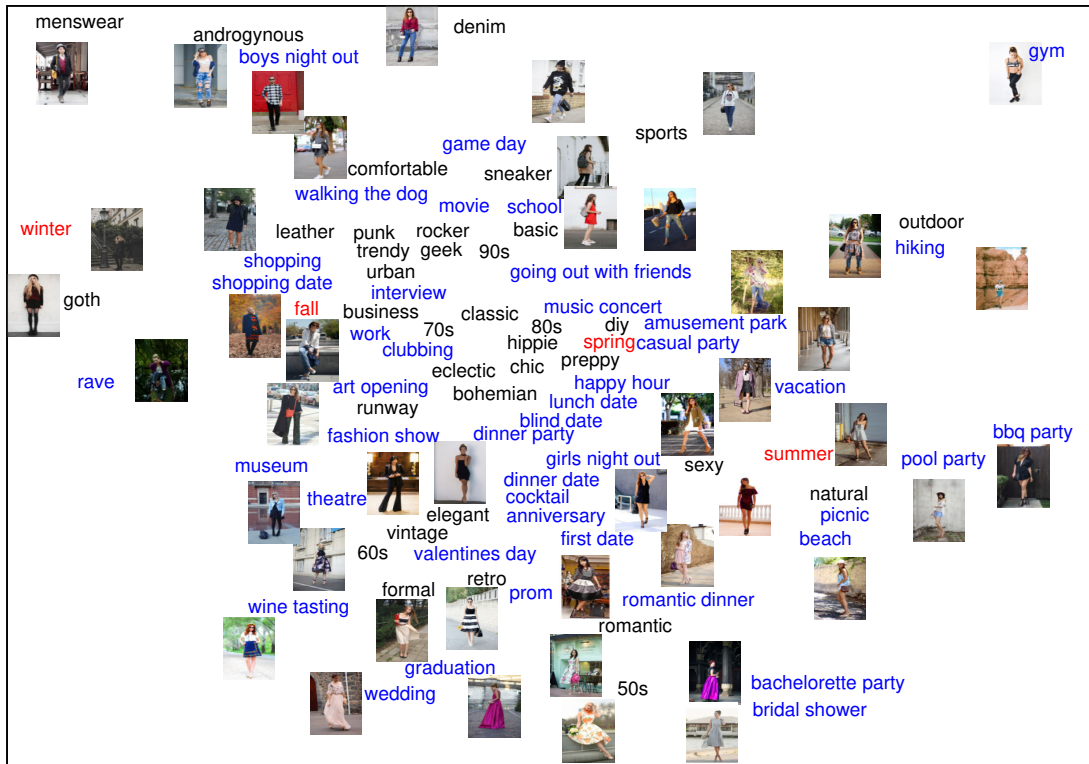 menswear
androgynous
denim
boys night out
gym
sports
game day
comfortable
sneaker
walking the dog
movie
school
winter
leather
punk
rocker
basic
outdoor
hiking
trendy
geek
90s
shopping
urban
going out with friends
shopping date
interview
goth
fall
business
classic
music concert
work
70s
80s
diy
amusement park
clubbing
hippie
spring
casual party
eclectic
chic
preppy
rave
art opening
bohemian
happy hour
vacation
runway
lunch date
blind date
fashion show
dinner party
bbq party
museum
girls night out
sexy
summer
pool party
theatre
dinner date
cocktail
natural
elegant
anniversary
picnic
vintage
60s
valentines day
first date
beach
retro
formal
prom
romantic dinner
wine tasting
romantic
graduation
wedding
50s
bachelorette party
bridal shower